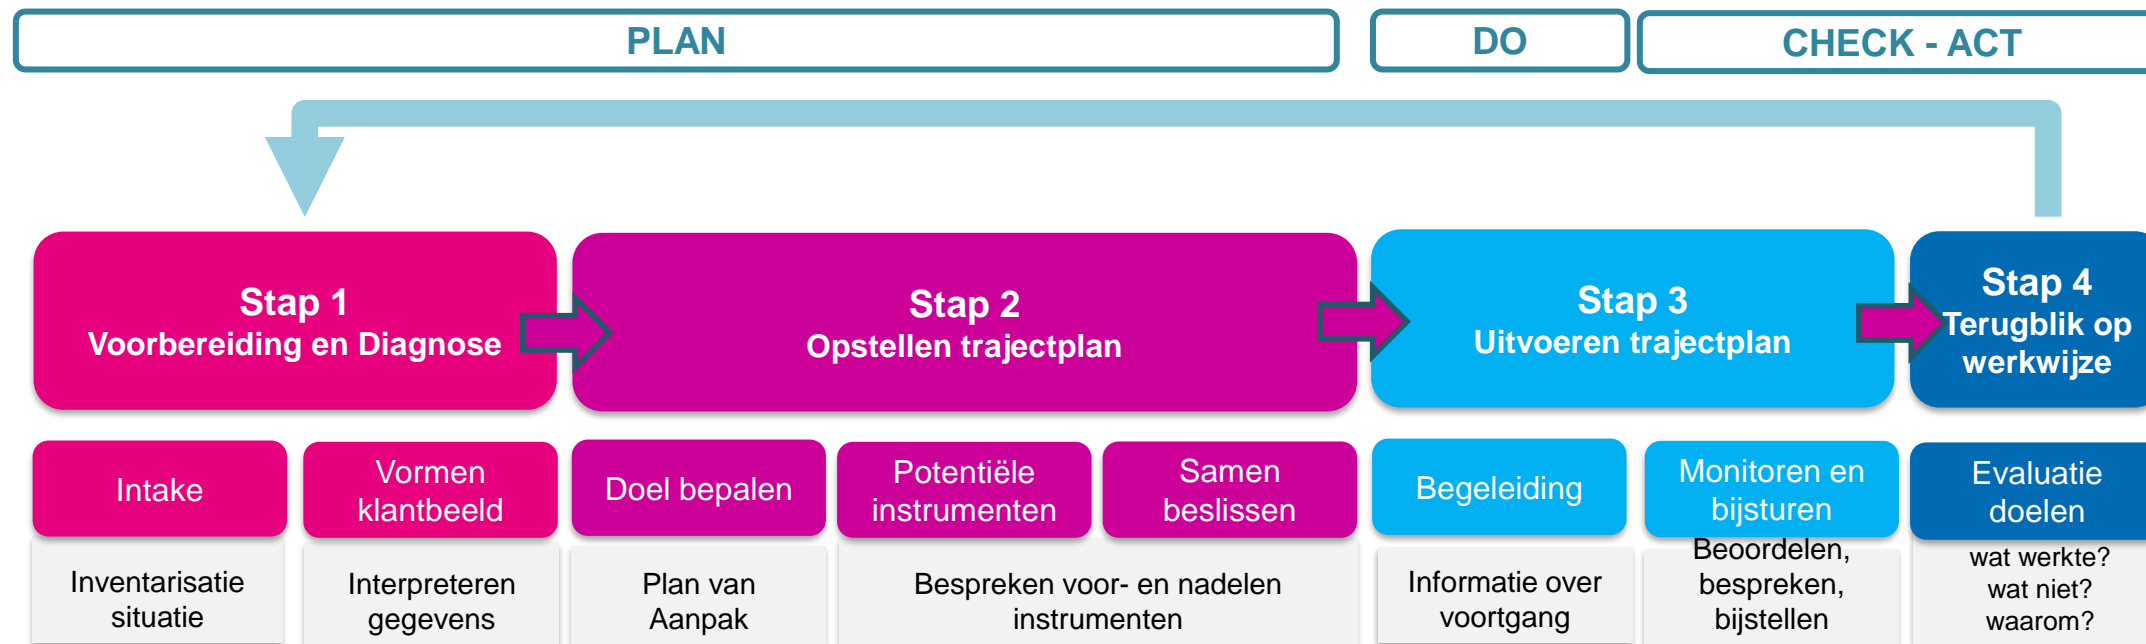 PLAN
DO
CHECK - ACT
Stap 1
Voorbereiding en Diagnose
Stap 2
Opstellen trajectplan
Stap 3
Uitvoeren trajectplan
Stap 4
Terugblik op
werkwijze
Intake
Vormen
klantbeeld
Doel bepalen
Potentiële
instrumenten
Samen
beslissen
Begeleiding
Monitoren en
bijsturen
Evaluatie
doelen
Inventarisatie
situatie
Interpreteren
gegevens
Plan van
Aanpak
Bespreken voor- en nadelen
instrumenten
Informatie over
voortgang
Beoordelen,
bespreken,
bijstellen
wat werkte?
wat niet?
waarom?